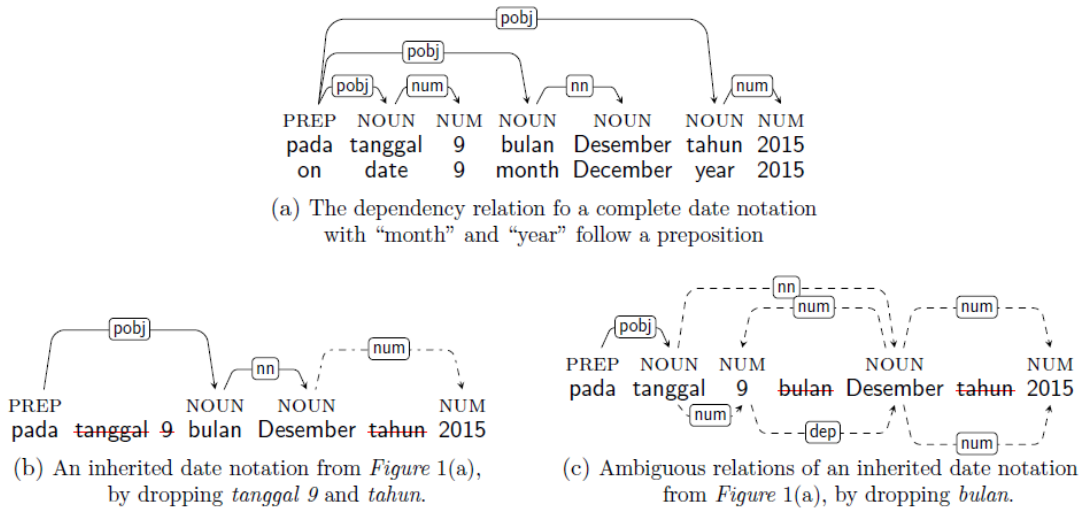 pobj
pobj
pobj num nn num
PREP NOUN NUM NOUN NOUN NOUN NUM
pada tanggal 9 bulan Desember tahun 2015
on date 9 month December year 2015
(a) The dependency relation fo a complete date notation
with “month” and “year” follow a preposition
pobj
nn
num
PREP NOUN NOUN NUM
pada tanggal 9 bulan Desember tahun 2015
(b) An inherited date notation from Figure 1(a),
by dropping tanggal 9 and tahun.
nn
num num
pobj
PREP NOUN NUM NOUN NUM
pada tanggal 9 bulan Desember tahun 2015
num
dep
num
(c) Ambiguous relations of an inherited date notation
from Figure 1(a), by dropping bulan.